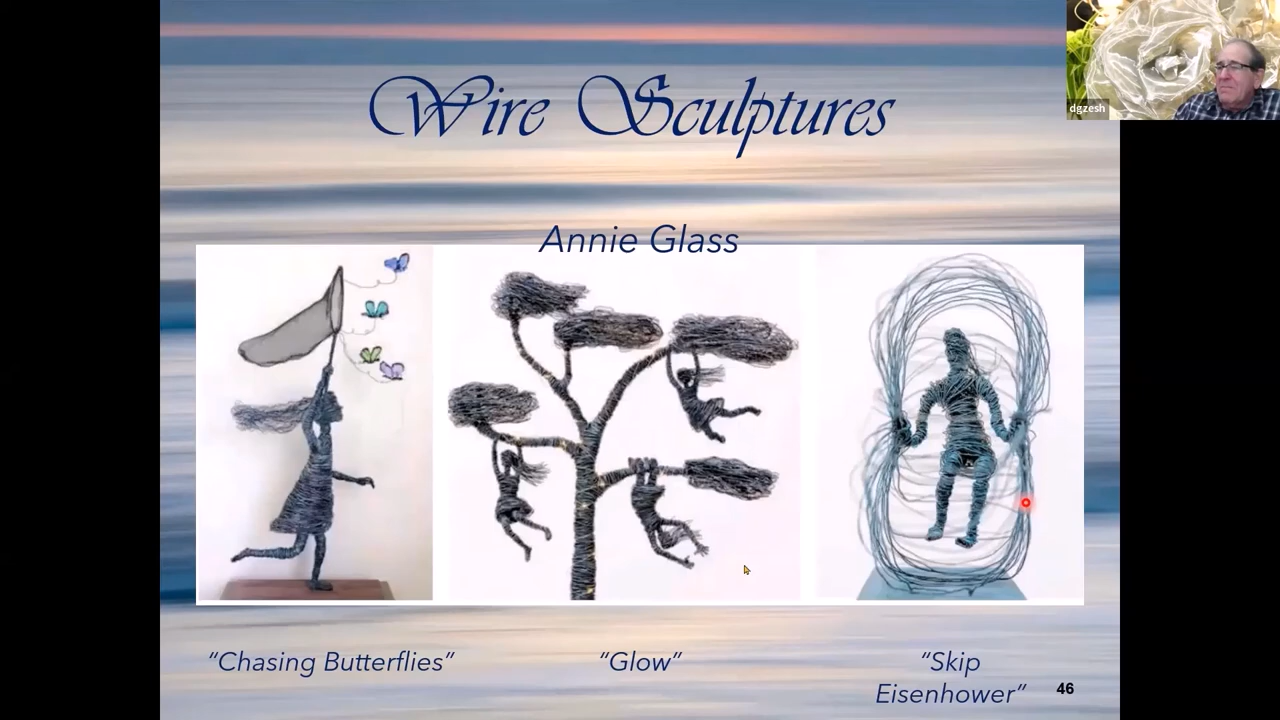 Wire Sculptures
dgzesh
Annie Glass
“Chasing Butterflies”
“Glow”
“Skip
Eisenhower”
46